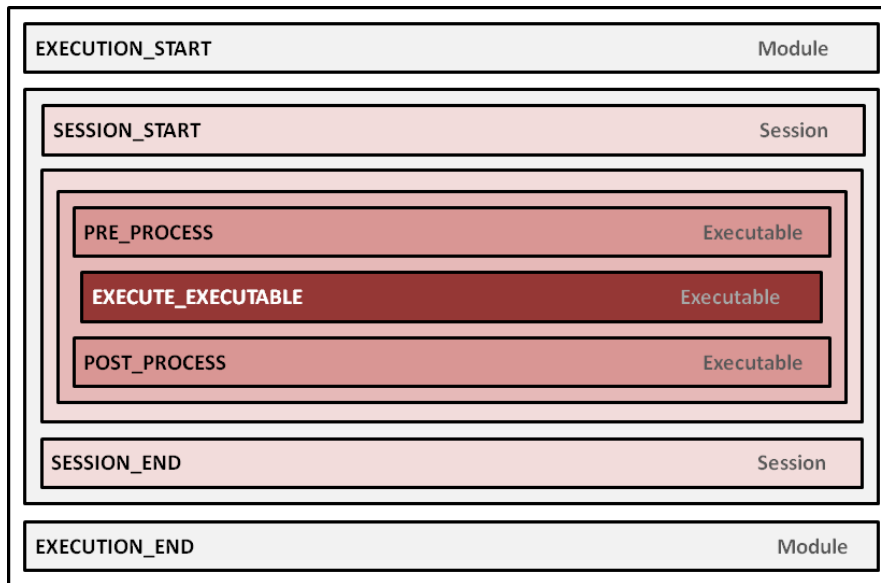 EXECUTION_START Module
SESSION_START Session
PRE_PROCESS Executable
EXECUTE_EXECUTABLE Executable
POST_PROCESS Executable
SESSION_END Session
EXECUTION_END Module